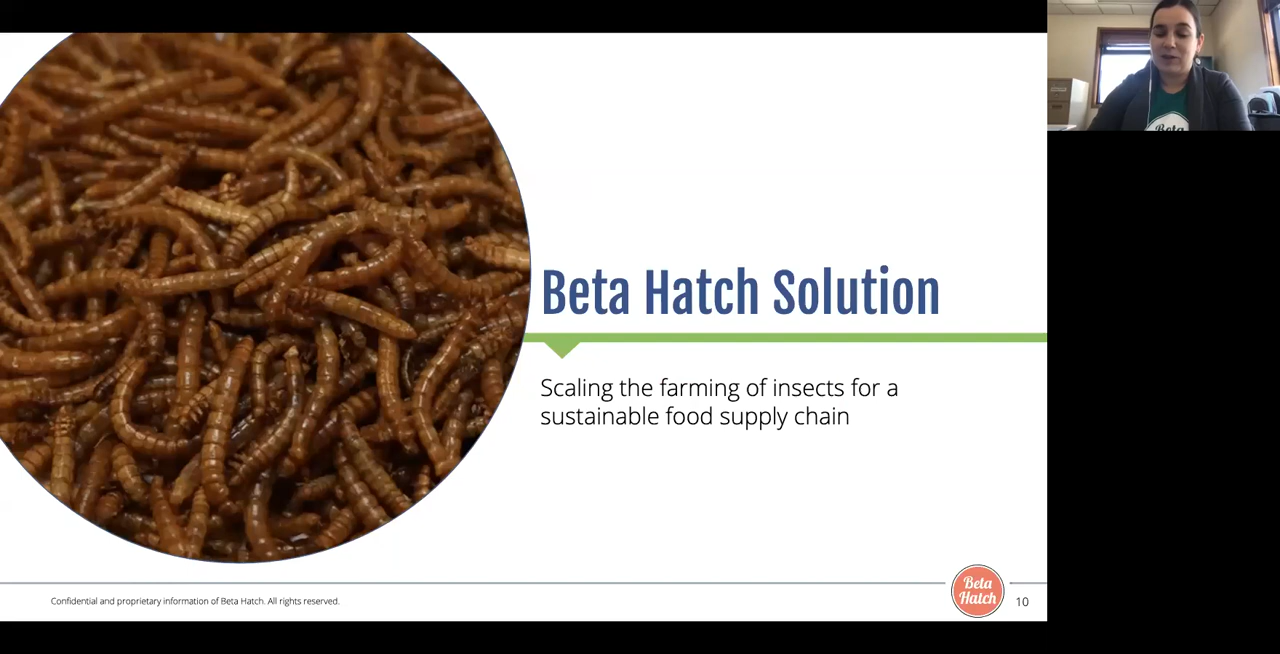 Beta Hatch Solution
Scaling the farming of insects for a
sustainable food supply chain
Confidential and proprietary information of Beta Hatch. All rights reserved.
Beta
Hatch
10
Beta